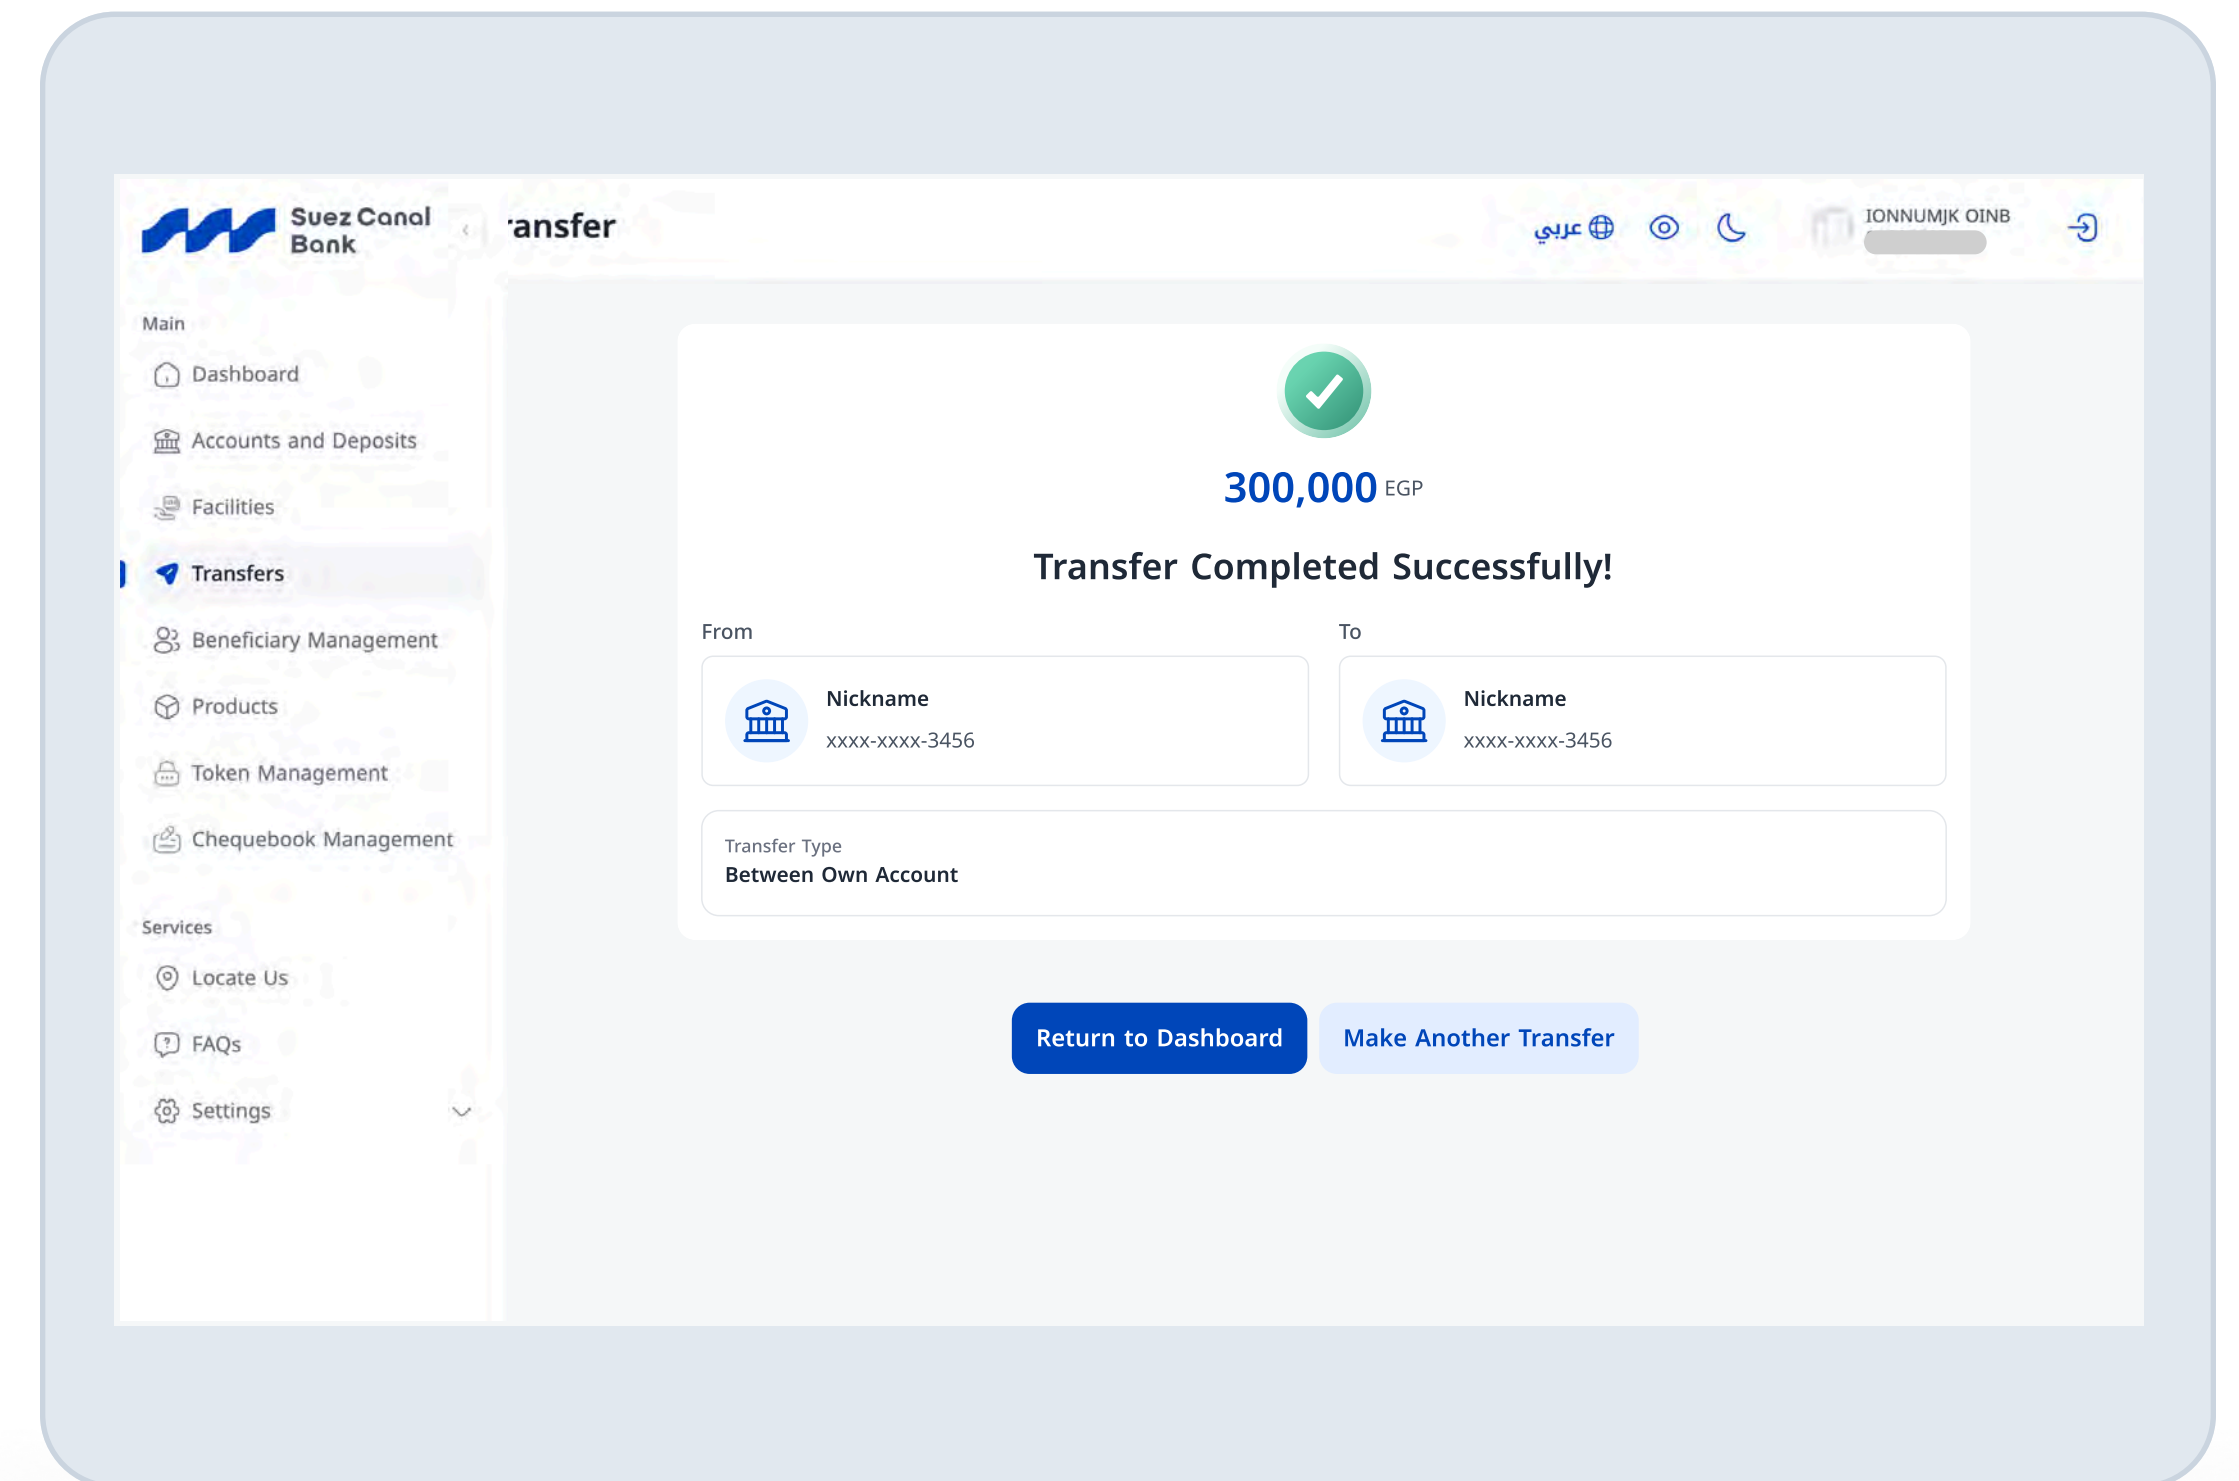 Suez Canal
Bank
ransfer
عربي
IONNUMJK OINB
Main
Dashboard
Accounts and Deposits
Facilities
Transfers
Beneficiary Management
Products
Token Management
Chequebook Management
Services
Locate Us
FAQs
Settings
300,000 EGP
Transfer Completed Successfully!
From
Nickname
xxxx-xxxx-3456
To
Nickname
xxxx-xxxx-3456
Transfer Type
Between Own Account
Return to Dashboard
Make Another Transfer